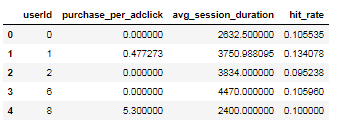 userId purchase_per_adclick avg_session_duration hit_rate
0 0 0.000000 2632.500000 0.105535
1 1 0.477273 3750.988095 0.134078
2 2 0.000000 3834.000000 0.095238
3 6 0.000000 4470.000000 0.105960
4 8 5.300000 2400.000000 0.100000